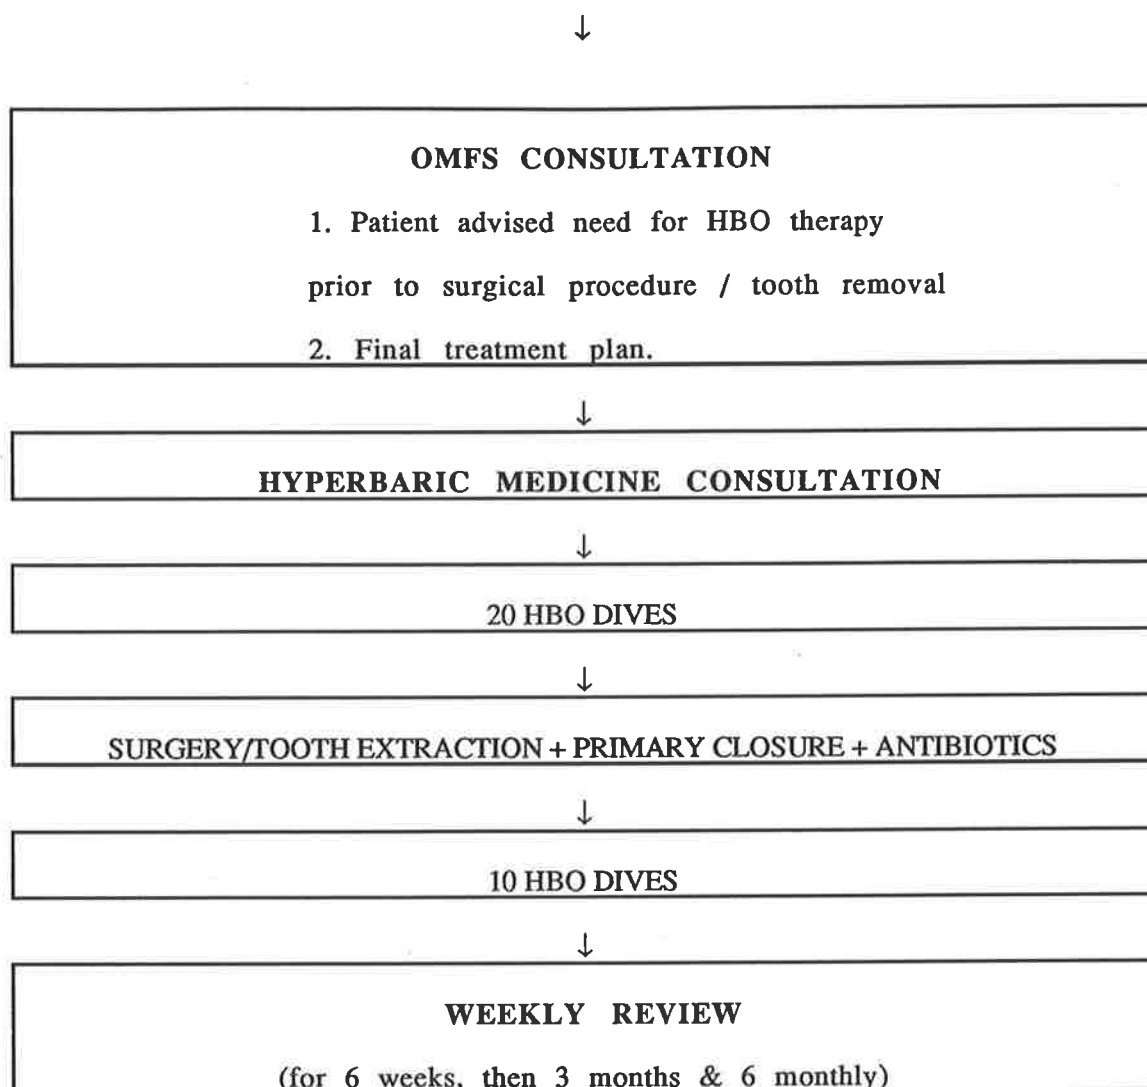 ↓
OMFS CONSULTATION
1. Patient advised need for HBO therapy
prior to surgical procedure / tooth removal
2. Final treatment plan.
↓
HYPERBARIC MEDICINE CONSULTATION
↓
20 HBO DIVES
↓
SURGERY/TOOTH EXTRACTION + PRIMARY CLOSURE + ANTIBIOTICS
↓
10 HBO DIVES
↓
WEEKLY REVIEW
(for 6 weeks, then 3 months & 6 monthly)